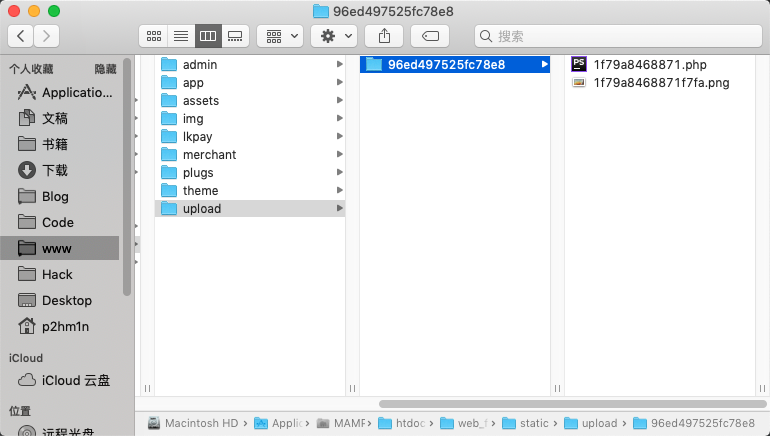 96ed497525fc78e8
搜索
个人收藏 隐藏
Applicatio...
文稿
书籍
下载
Blog
Code
www
Hack
Desktop
p2hm1n
iCloud
iCloud 云盘
位置
远程光盘
admin
app
assets
img
lkpay
merchant
plugs
theme
upload
96ed497525fc78e8
PS 1f79a8468871.php
1f79a8468871f7fa.png
Macintosh HD Applic MAMP htdoc web_f static upload 96ed497525fc78e8